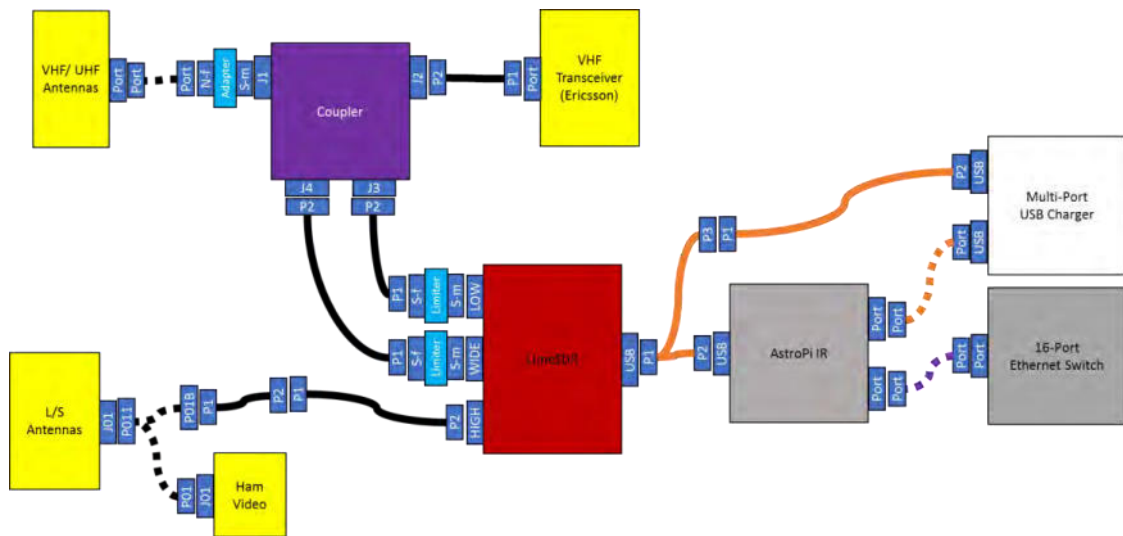 VHF/ UHF
Antennas
Port
Port
Port
N-f
Adapter
S-m
J1
Coupler
J2
P2
P1
Port
VHF
Transceiver
(Ericsson)
J4
P2
J3
P2
P1
S-f
Limiter
S-m
LOW
P1
S-f
Limiter
S-m
WIDE
LimeSDR
P2
HIGH
USB
P1
P3
P1
P2
USB
Multi-Port
USB Charger
Port
USB
P2
USB
AstroPi IR
Port
Port
Port
Port
Port
Port
16-Port
Ethernet Switch
L/S
Antennas
J01
P011
P01B
P1
P2
P1
P01
J01
Ham
Video